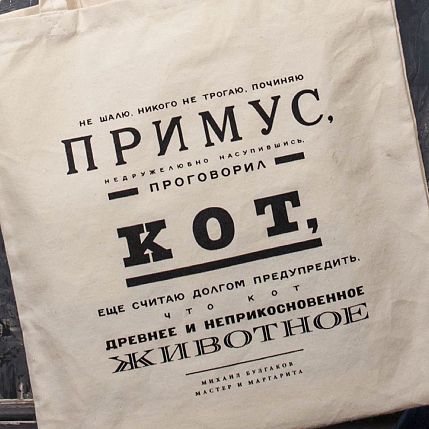 НЕ ШАЛЮ, НИКОГО НЕ ТРОГАЮ, ПОЧИНЯЮ
ПРИМУС,
НЕДРУЖЕЛЮБНО НАСУПИВШИСЬ,
ПРОГОВОРИЛ
КОТ,
ЕЩЕ СЧИТАЮ ДОЛГОМ ПРЕДУПРЕДИТЬ,
ЧТО КОТ
ДРЕВНЕЕ И НЕПРИКОСНОВЕННОЕ
ЖИВОТНОЕ
МИХАИЛ БУЛГАКОВ
МАСТЕР И МАРГАРИТА